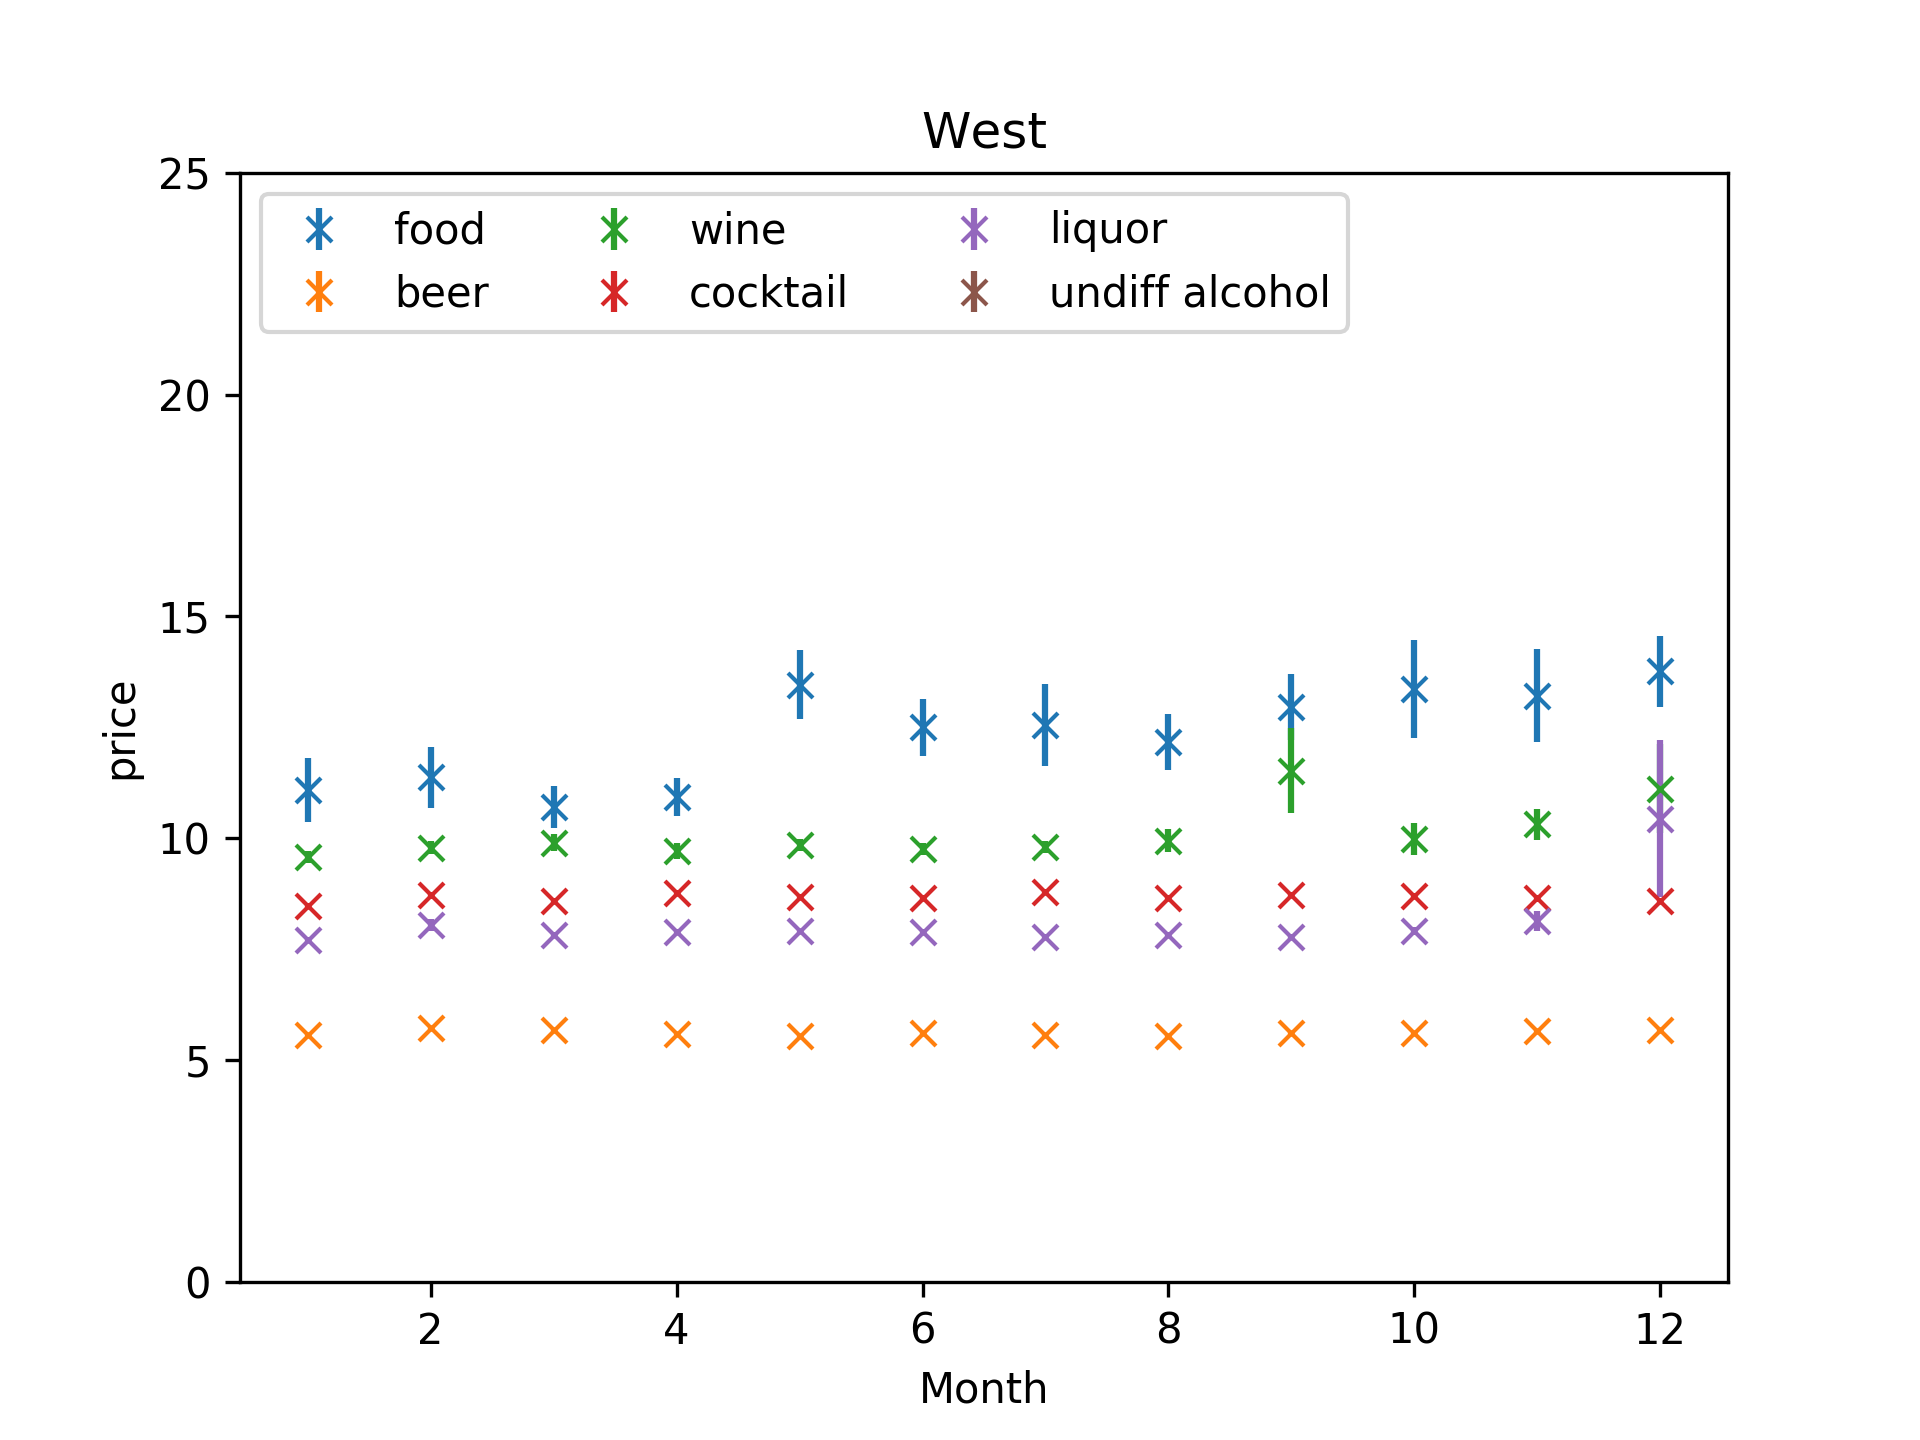 West
25
food wine liquor
beer cocktail undiff alcohol
20
15
price
10
5
0
2 4 6 8 10 12
Month